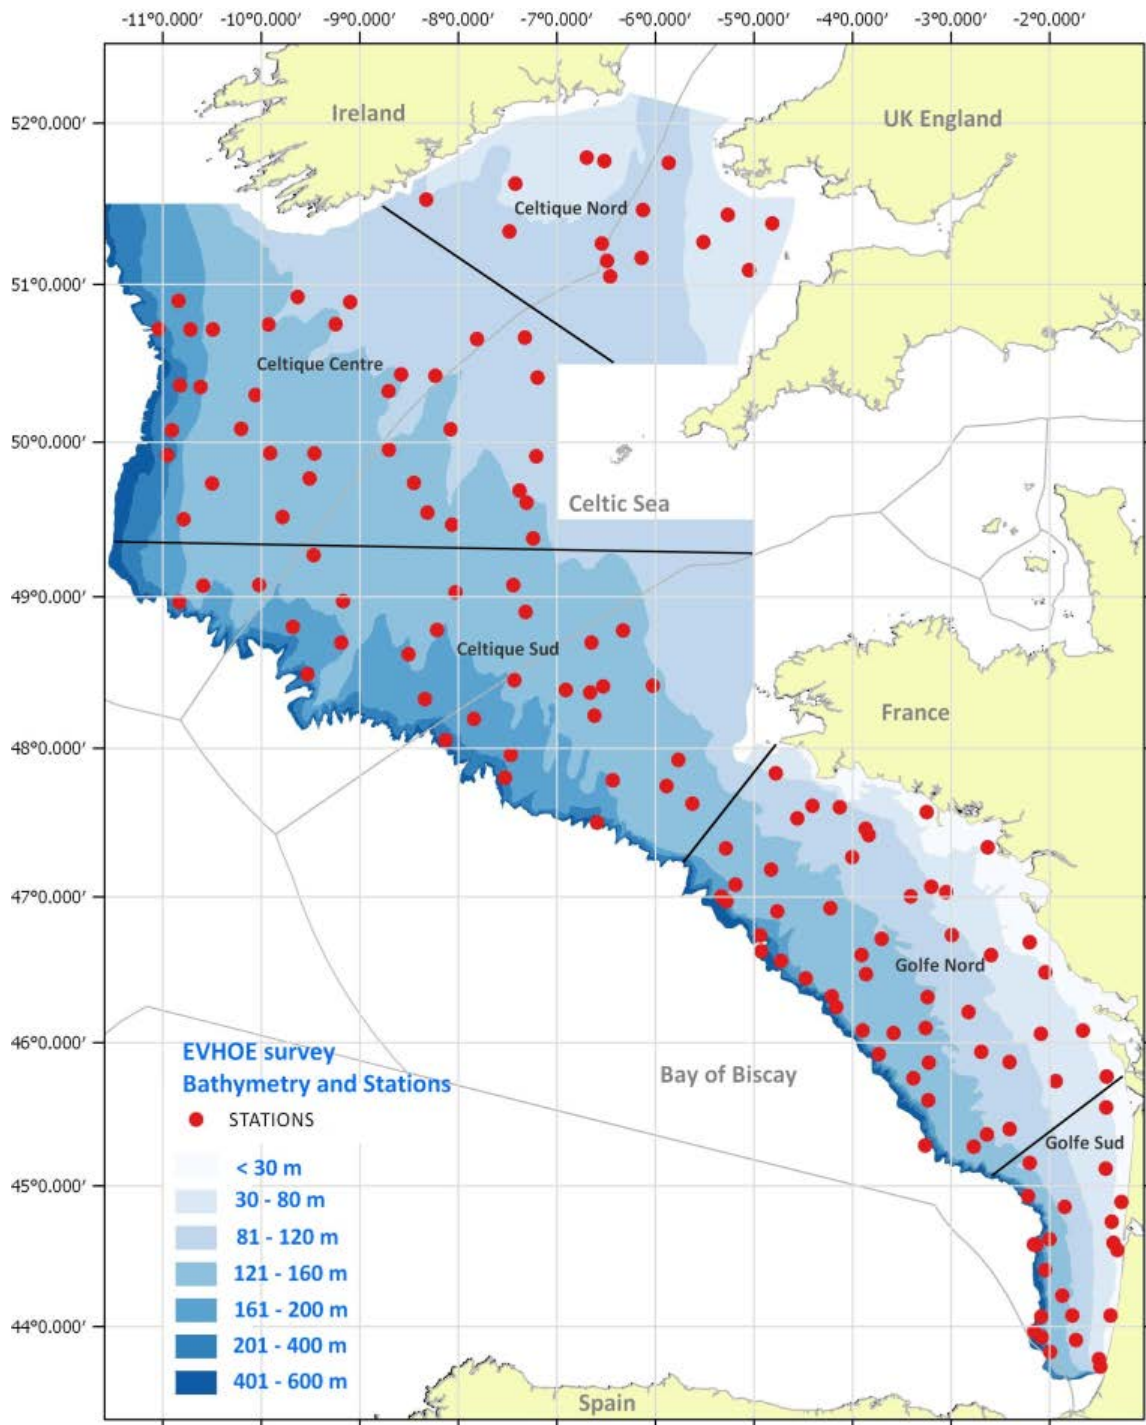 -11°0.000' -10°0.000' -9°0.000' -8°0.000' -7°0.000' -6°0.000' -5°0.000' -4°0.000' -3°0.000' -2°0.000'
Ireland
UK England
52°0.000'
Celtique Nord
51°0.000'
Celtique Centre
50°0.000'
Celtic Sea
49°0.000'
Celtique Sud
France
48°0.000'
47°0.000'
Golfe Nord
46°0.000'
EVHOE survey
Bathymetry and Stations
Bay of Biscay
STATIONS
Golfe Sud
< 30 m
45°0.000'
30 - 80 m
81 - 120 m
121 - 160 m
161 - 200 m
44°0.000'
201 - 400 m
401 - 600 m
Spain